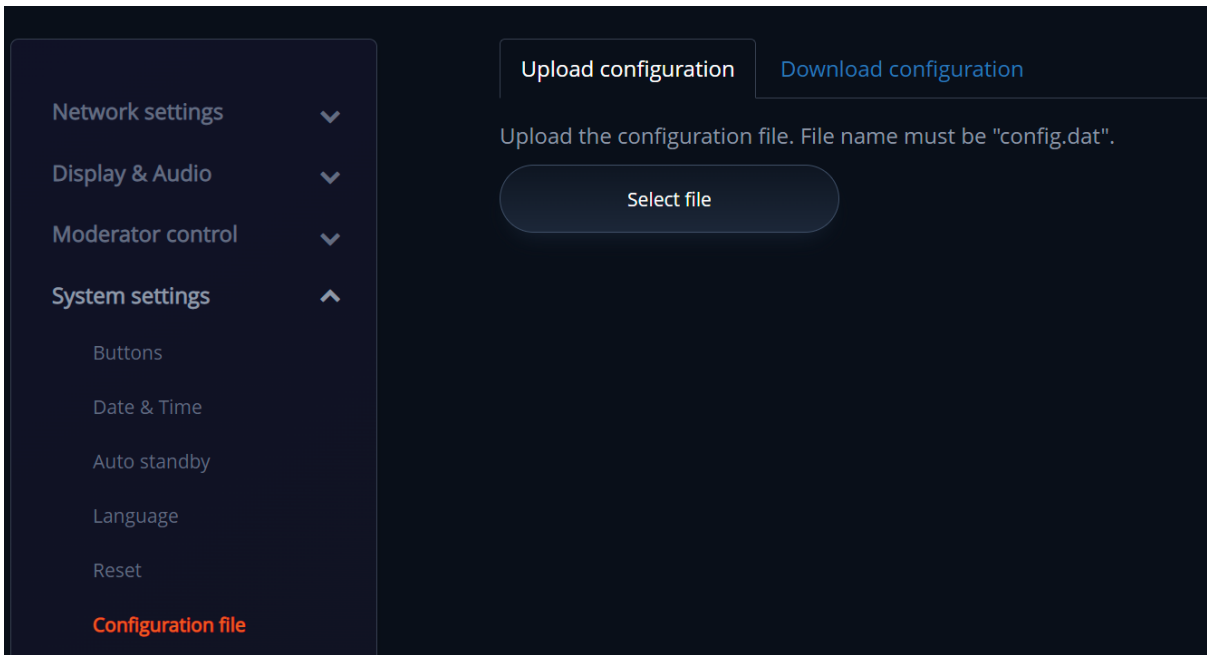 Network settings
Display & Audio
Moderator control
System settings
Buttons
Date & Time
Auto standby
Language
Reset
Configuration file
Upload configuration
Download configuration
Upload the configuration file. File name must be "config.dat".
Select file